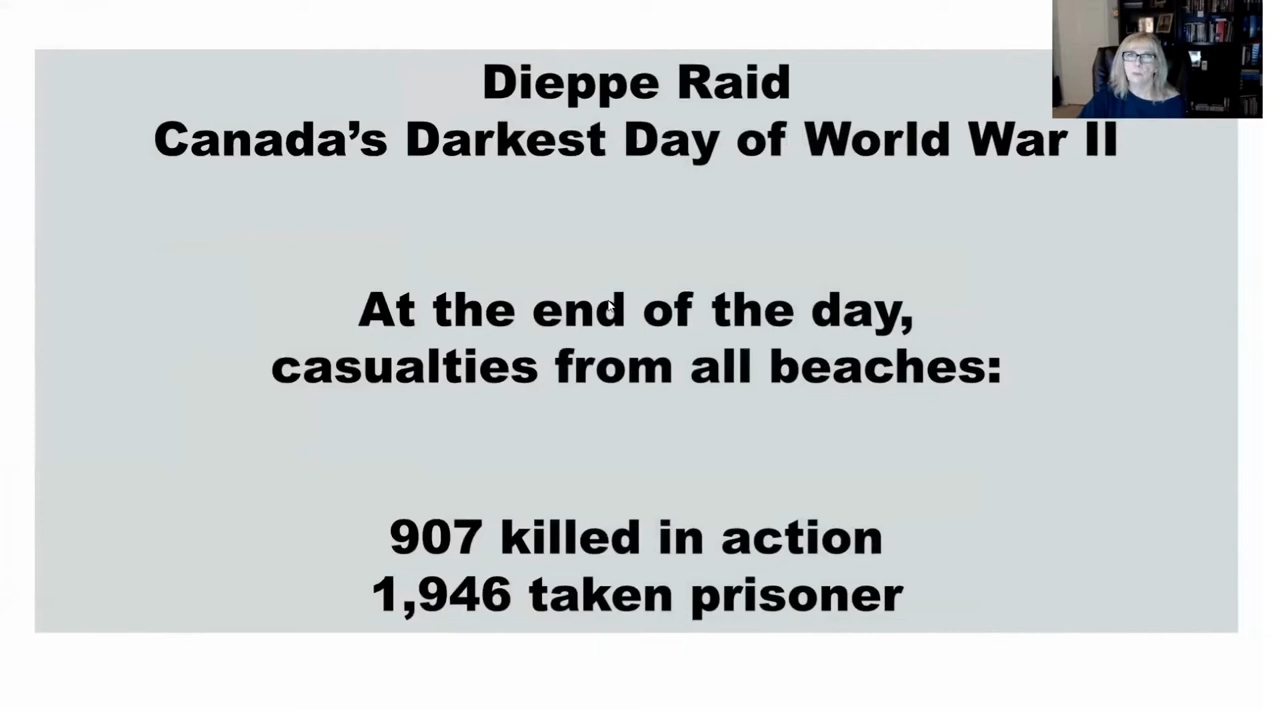 Dieppe Raid
Canada's Darkest Day of World War II
At the end of the day,
casualties from all beaches:
907 killed in action
1,946 taken prisoner